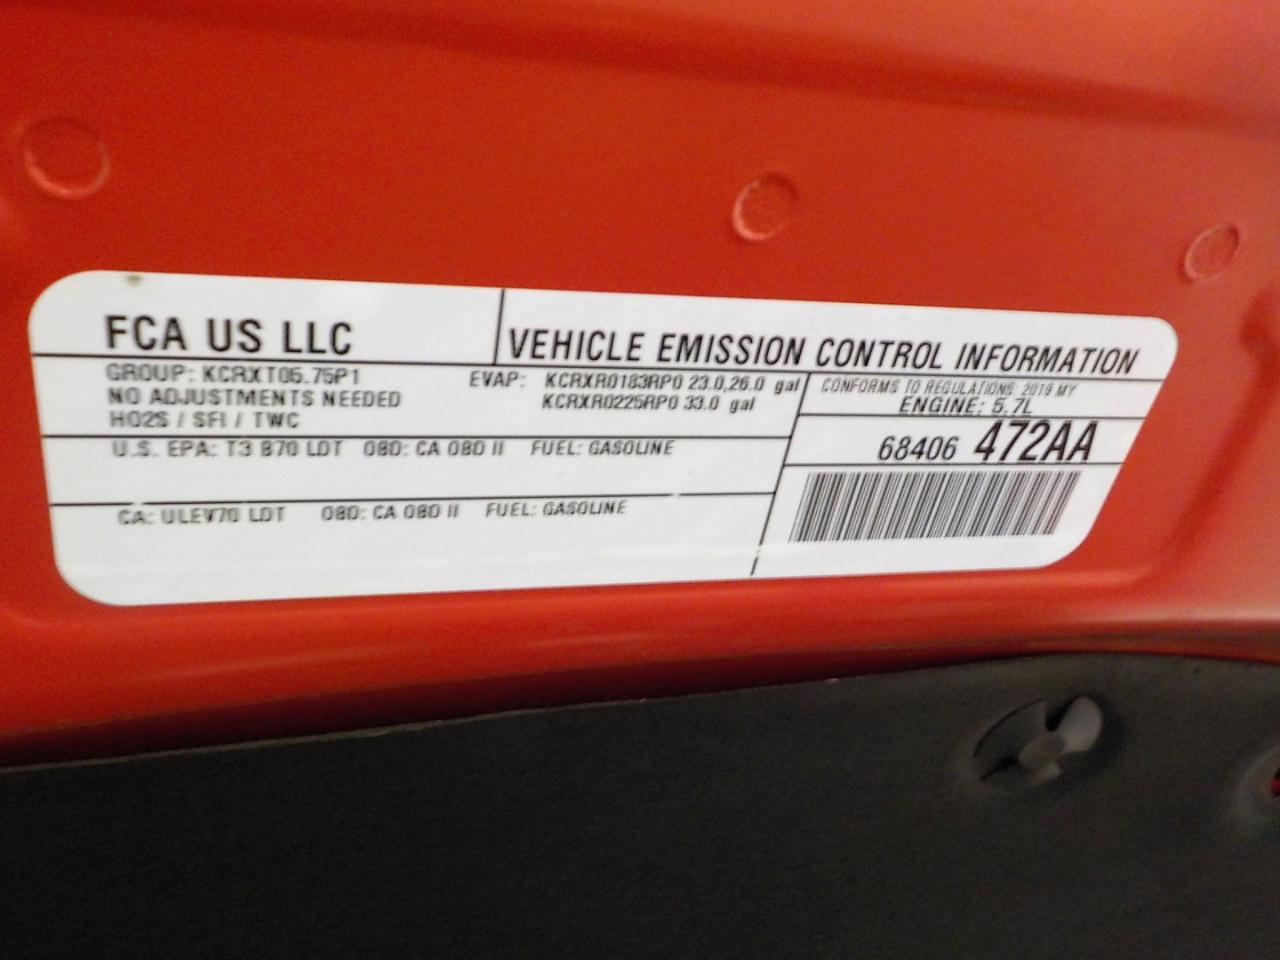 FCA US LLC
VEHICLE EMISSION CONTROL INFORMATION
GROUP: KCRXT05.75P1
NO ADJUSTMENTS NEEDED
HO2S / SFI / TWC
EVAP: KCRXR0183RP0 23.0,26.0 gal
KCRXR0225RP0 33.0 gal
CONFORMS TO REGULATIONS: 2019 MY
ENGINE: 5.7L
68406 472AA
U.S. EPA: T3 B70 LDT OBD: CA OBD II FUEL: GASOLINE
CA: ULEV70 LDT OBD: CA OBD II FUEL: GASOLINE